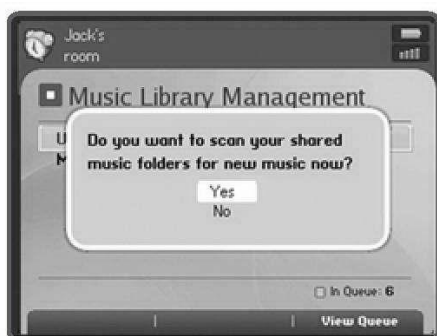 Jack's
room
Music Library Management
U
Do you want to scan your shared
M
music folders for new music now?
Yes
No
In Queue: 6
View Queue